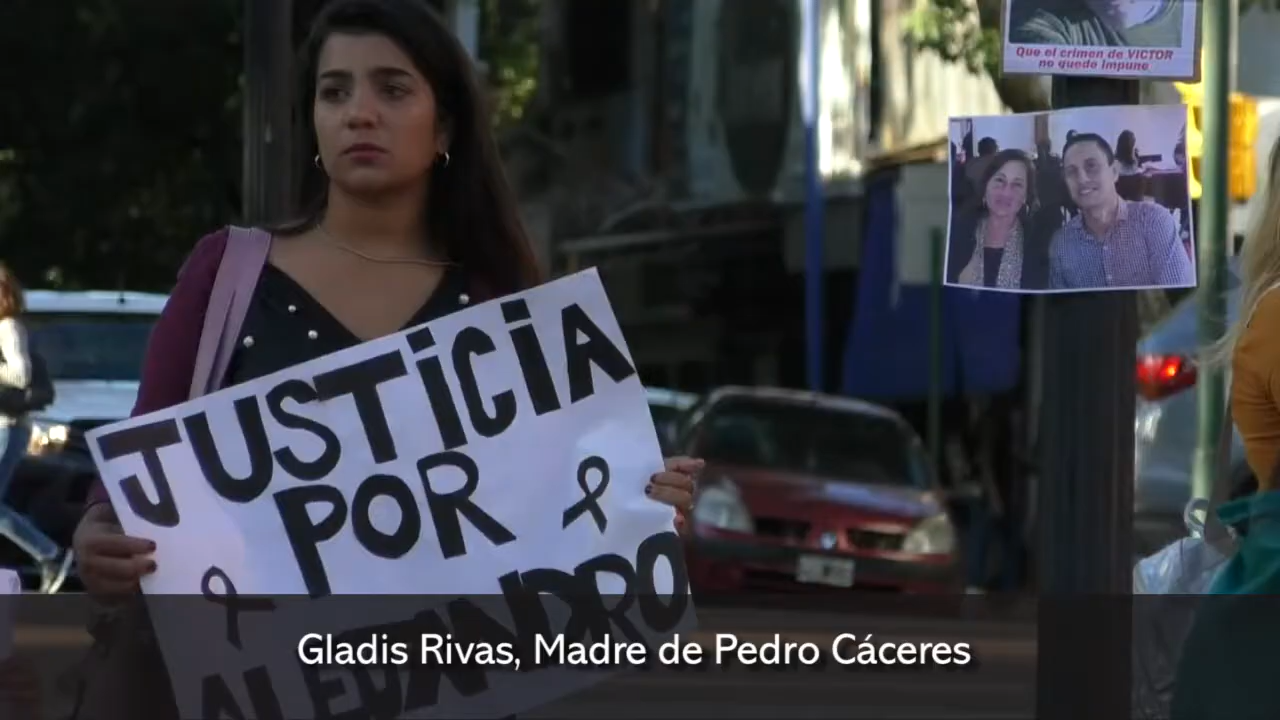 Que el crimen de VICTOR
no quede impune
JUSTICIA
POR
ALEJANDRO
Gladis Rivas, Madre de Pedro Cáceres